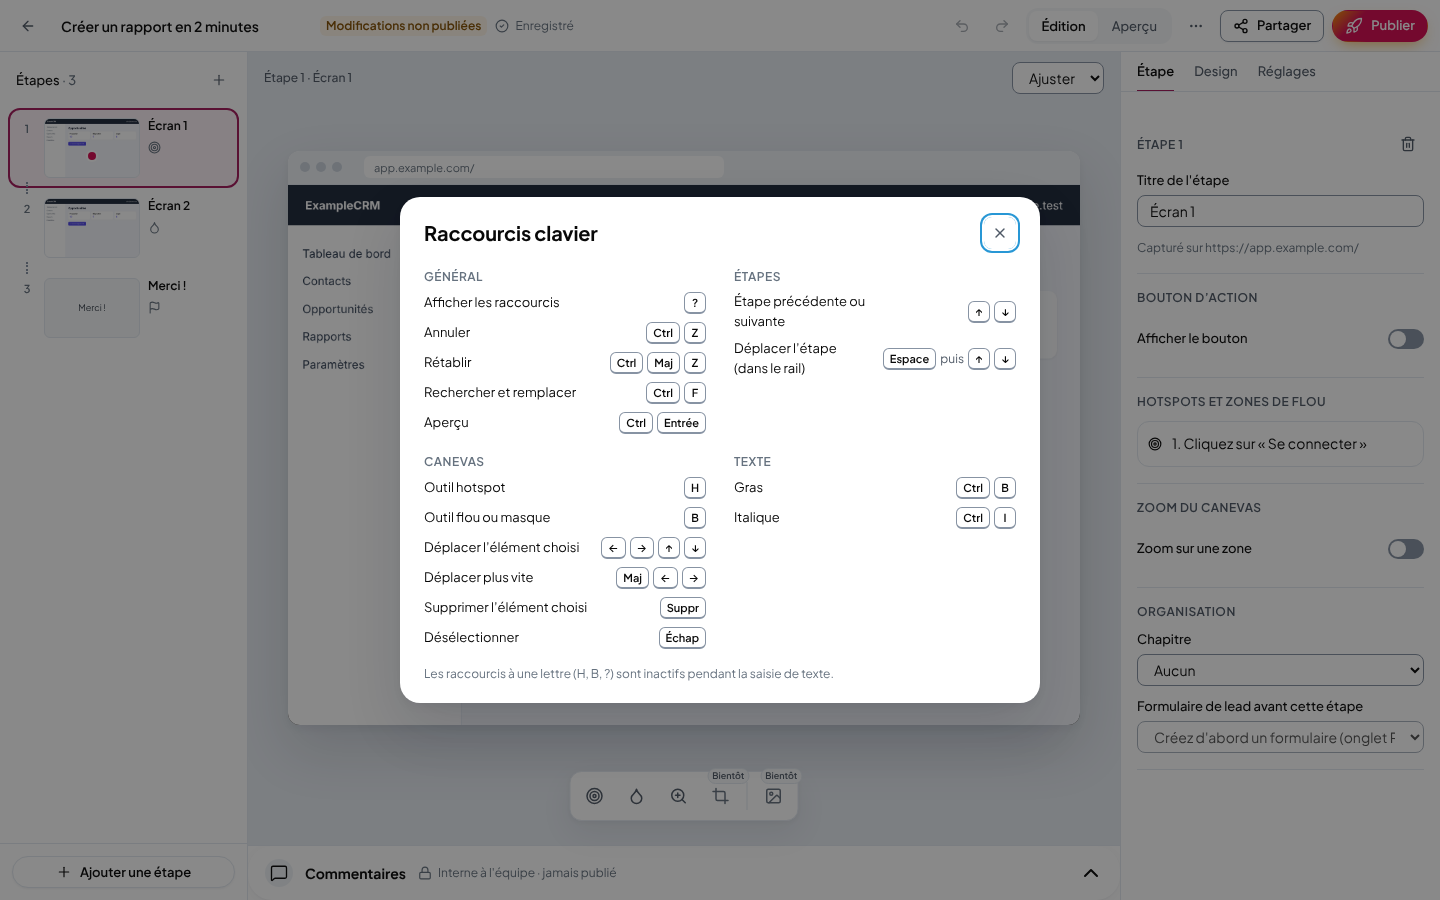 Créer un rapport en 2 minutes
Modifications non publiées
Enregistré
Édition
Aperçu
Partager
Publier
Étapes · 3
1
Écran 1
2
Écran 2
3
Merci !
Merci !
Ajouter une étape
Étape 1 · Écran 1
Ajuster
app.example.com/
ExampleCRM
e.test
Tableau de bord
Contacts
Opportunités
Rapports
Paramètres
Raccourcis clavier
GÉNÉRAL
Afficher les raccourcis ?
Annuler Ctrl Z
Rétablir Ctrl Maj Z
Rechercher et remplacer Ctrl F
Aperçu Ctrl Entrée
ÉTAPES
Étape précédente ou
suivante ↑ ↓
Déplacer l'étape
(dans le rail) Espace puis ↑ ↓
CANEVAS
Outil hotspot H
Outil flou ou masque B
Déplacer l'élément choisi ← → ↑ ↓
Déplacer plus vite Maj ← →
Supprimer l'élément choisi Suppr
Désélectionner Échap
TEXTE
Gras Ctrl B
Italique Ctrl I
Les raccourcis à une lettre (H, B, ?) sont inactifs pendant la saisie de texte.
Bientôt
Bientôt
Commentaires
Interne à l'équipe · jamais publié
Étape
Design
Réglages
ÉTAPE 1
Titre de l'étape
Écran 1
Capturé sur https://app.example.com/
BOUTON D'ACTION
Afficher le bouton
HOTSPOTS ET ZONES DE FLOU
1. Cliquez sur « Se connecter »
ZOOM DU CANEVAS
Zoom sur une zone
ORGANISATION
Chapitre
Aucun
Formulaire de lead avant cette étape
Créez d'abord un formulaire (onglet F